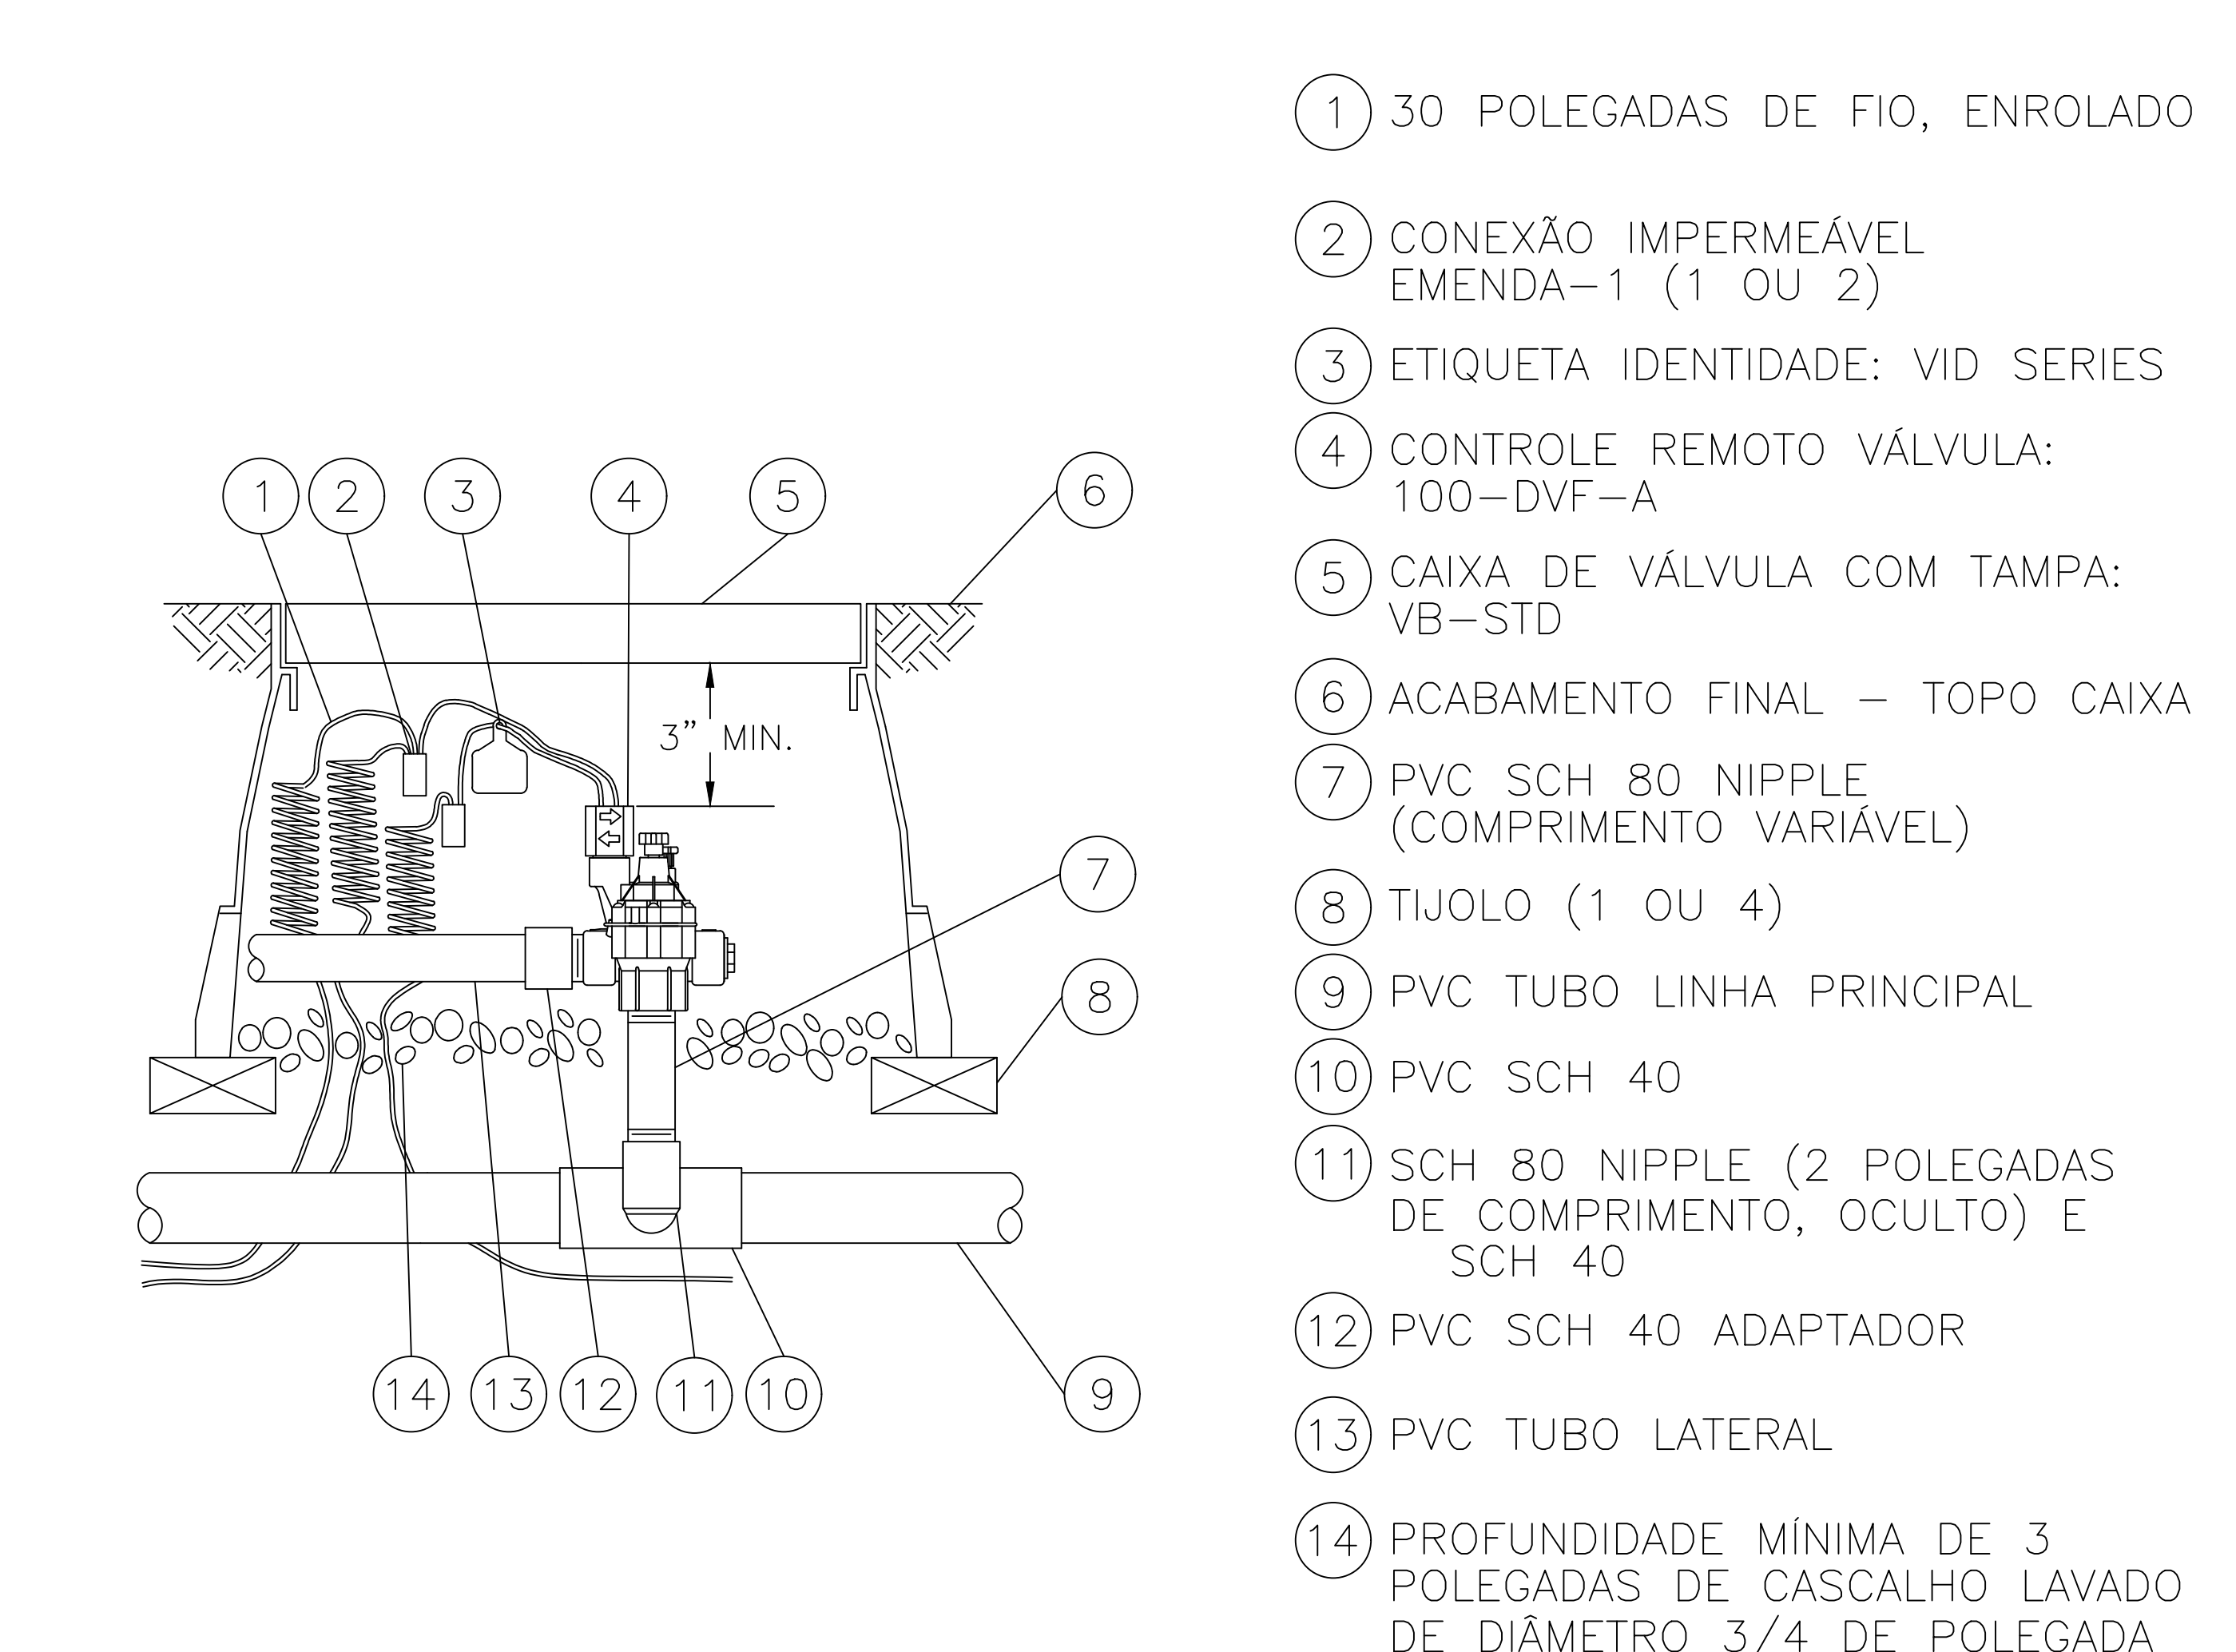 1 2 3 4 5 6
3” MIN.
7
8
14 13 12 11 10 9
1 30 POLEGADAS DE FIO, ENROLADO
2 CONEXÃO IMPERMEÁVEL
EMENDA-1 (1 OU 2)
3 ETIQUETA IDENTIDADE: VID SERIES
4 CONTROLE REMOTO VÁLVULA:
100-DVF-A
5 CAIXA DE VÁLVULA COM TAMPA:
VB-STD
6 ACABAMENTO FINAL - TOPO CAIXA
7 PVC SCH 80 NIPPLE
(COMPRIMENTO VARIÁVEL)
8 TIJOLO (1 OU 4)
9 PVC TUBO LINHA PRINCIPAL
10 PVC SCH 40
11 SCH 80 NIPPLE (2 POLEGADAS
DE COMPRIMENTO, OCULTO) E
SCH 40
12 PVC SCH 40 ADAPTADOR
13 PVC TUBO LATERAL
14 PROFUNDIDADE MÍNIMA DE 3
POLEGADAS DE CASCALHO LAVADO
DE DIÂMETRO 3/4 DE POLEGADA